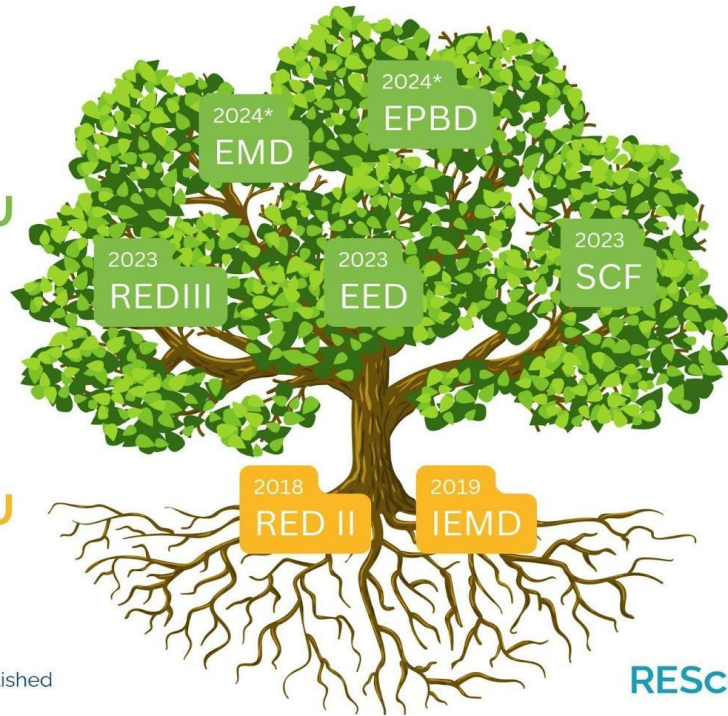 2024*
EPBD
2024*
EMD
U
2023
SCF
2023
REDIII
2023
EED
2018
RED II
2019
IEMD
U
ished
RESc